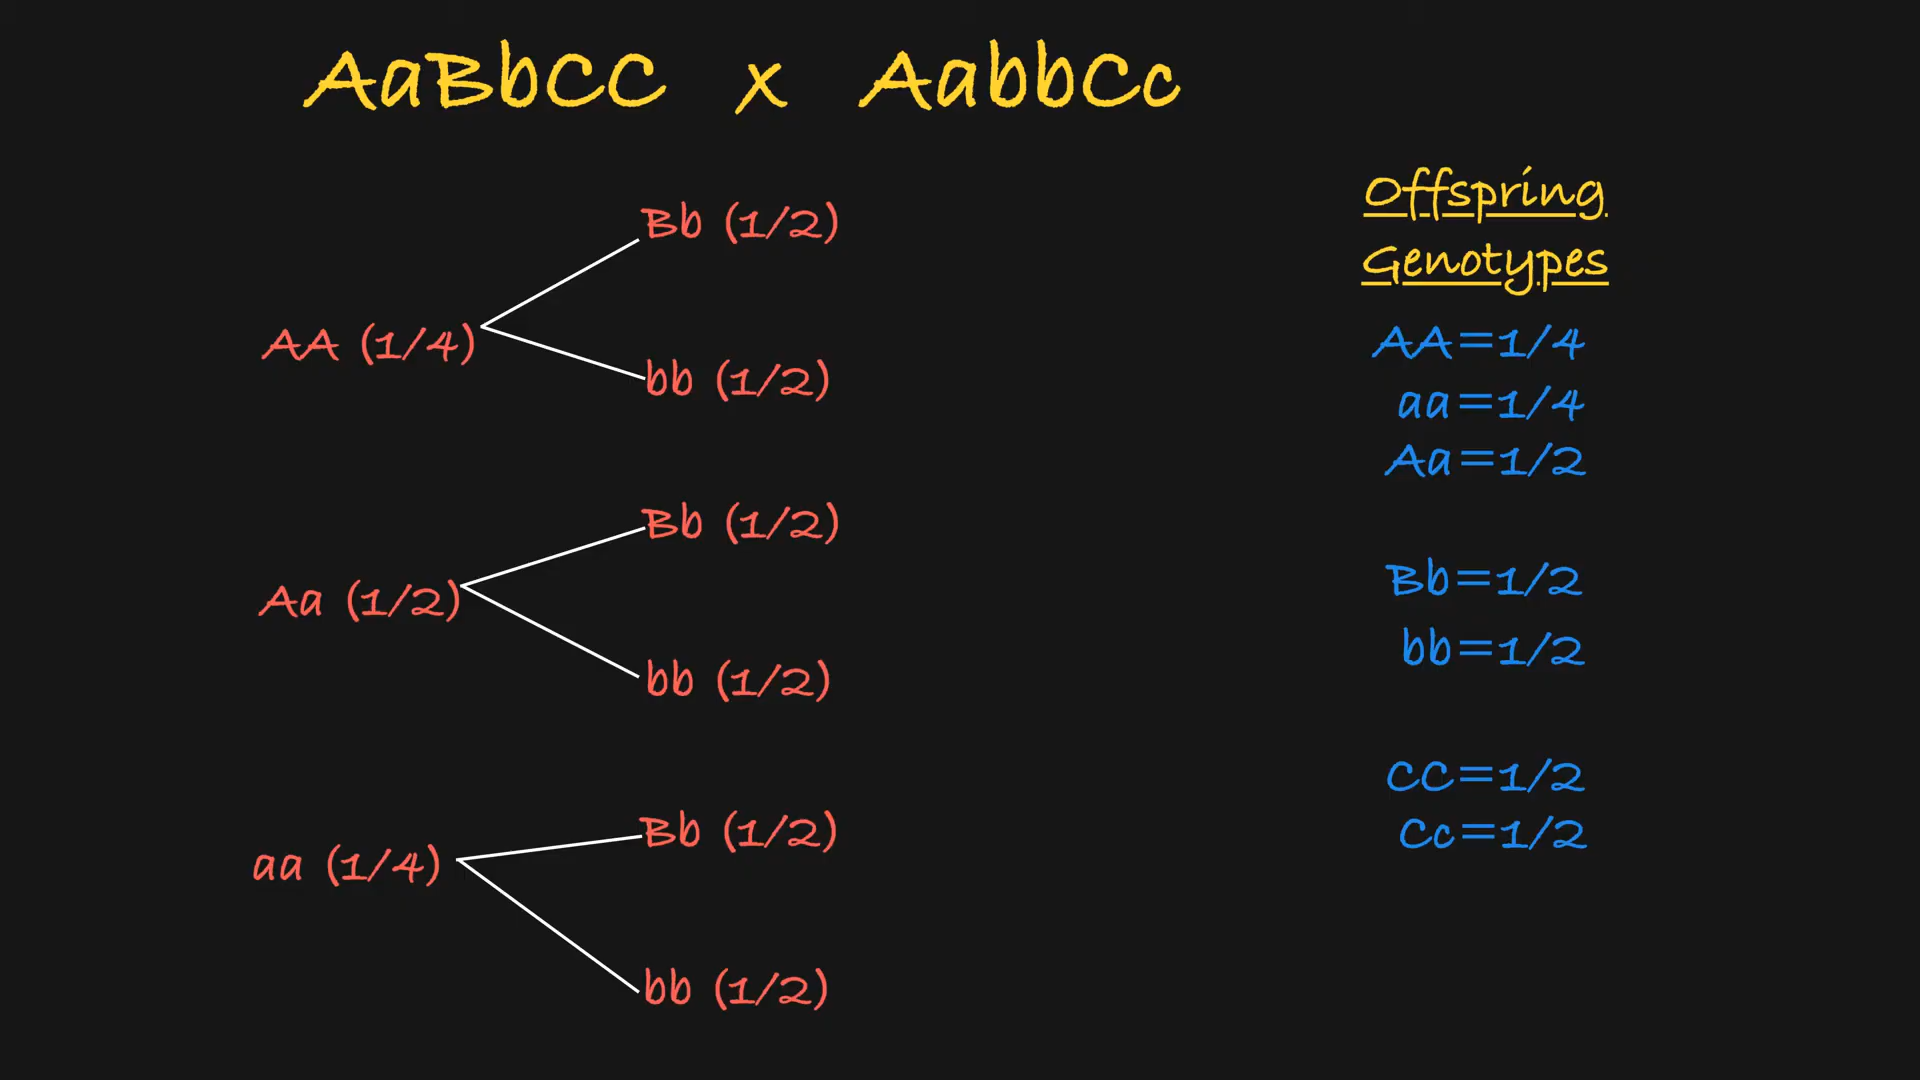 AaBbCC x AabbCc
Bb (1/2)
AA (1/4)
bb (1/2)
Bb (1/2)
Aa (1/2)
bb (1/2)
Bb (1/2)
aa (1/4)
bb (1/2)
Offspring
Genotypes
AA=1/4
aa=1/4
Aa=1/2
Bb=1/2
bb=1/2
CC=1/2
Cc=1/2